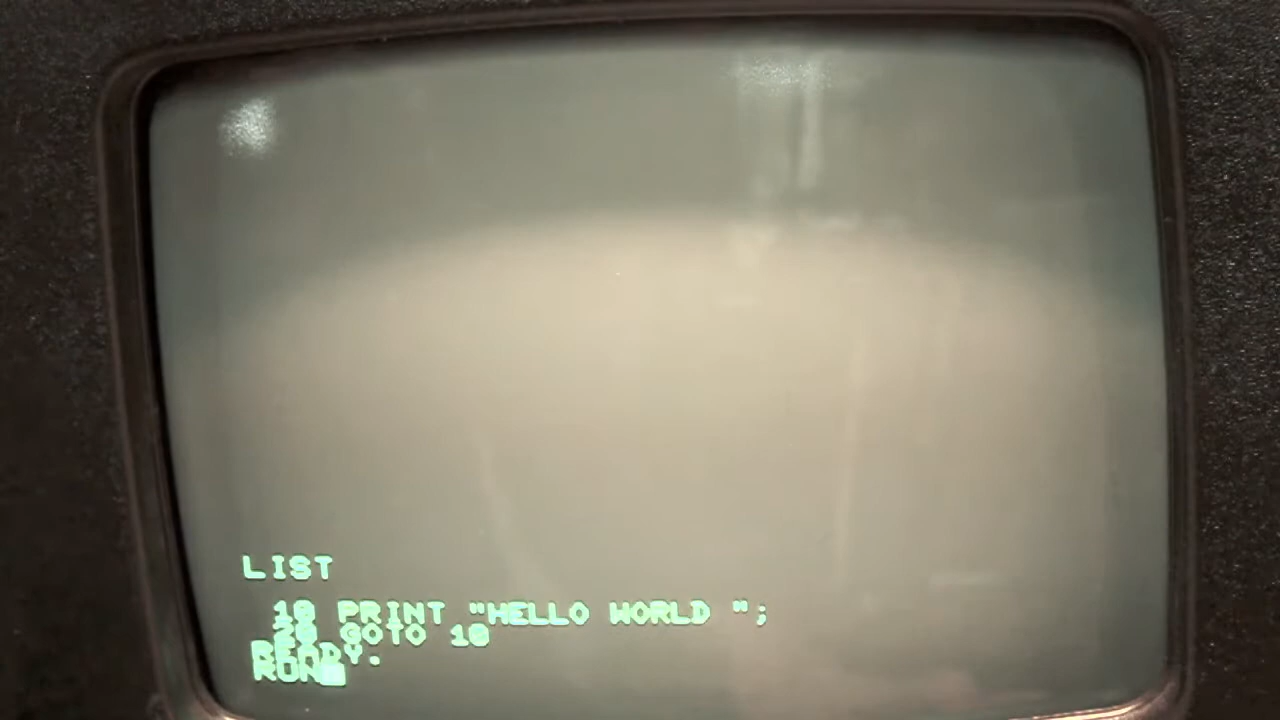 LIST
10 PRINT "HELLO WORLD ";
20 GOTO 10
READY.
RUN